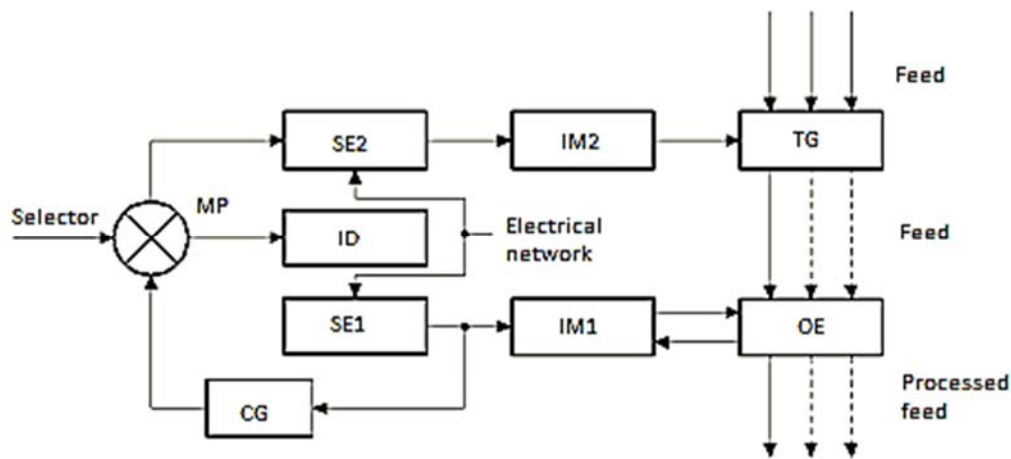 Feed
SE2
IM2
TG
Selector
MP
ID
Electrical
network
Feed
SE1
IM1
OE
CG
Processed
feed